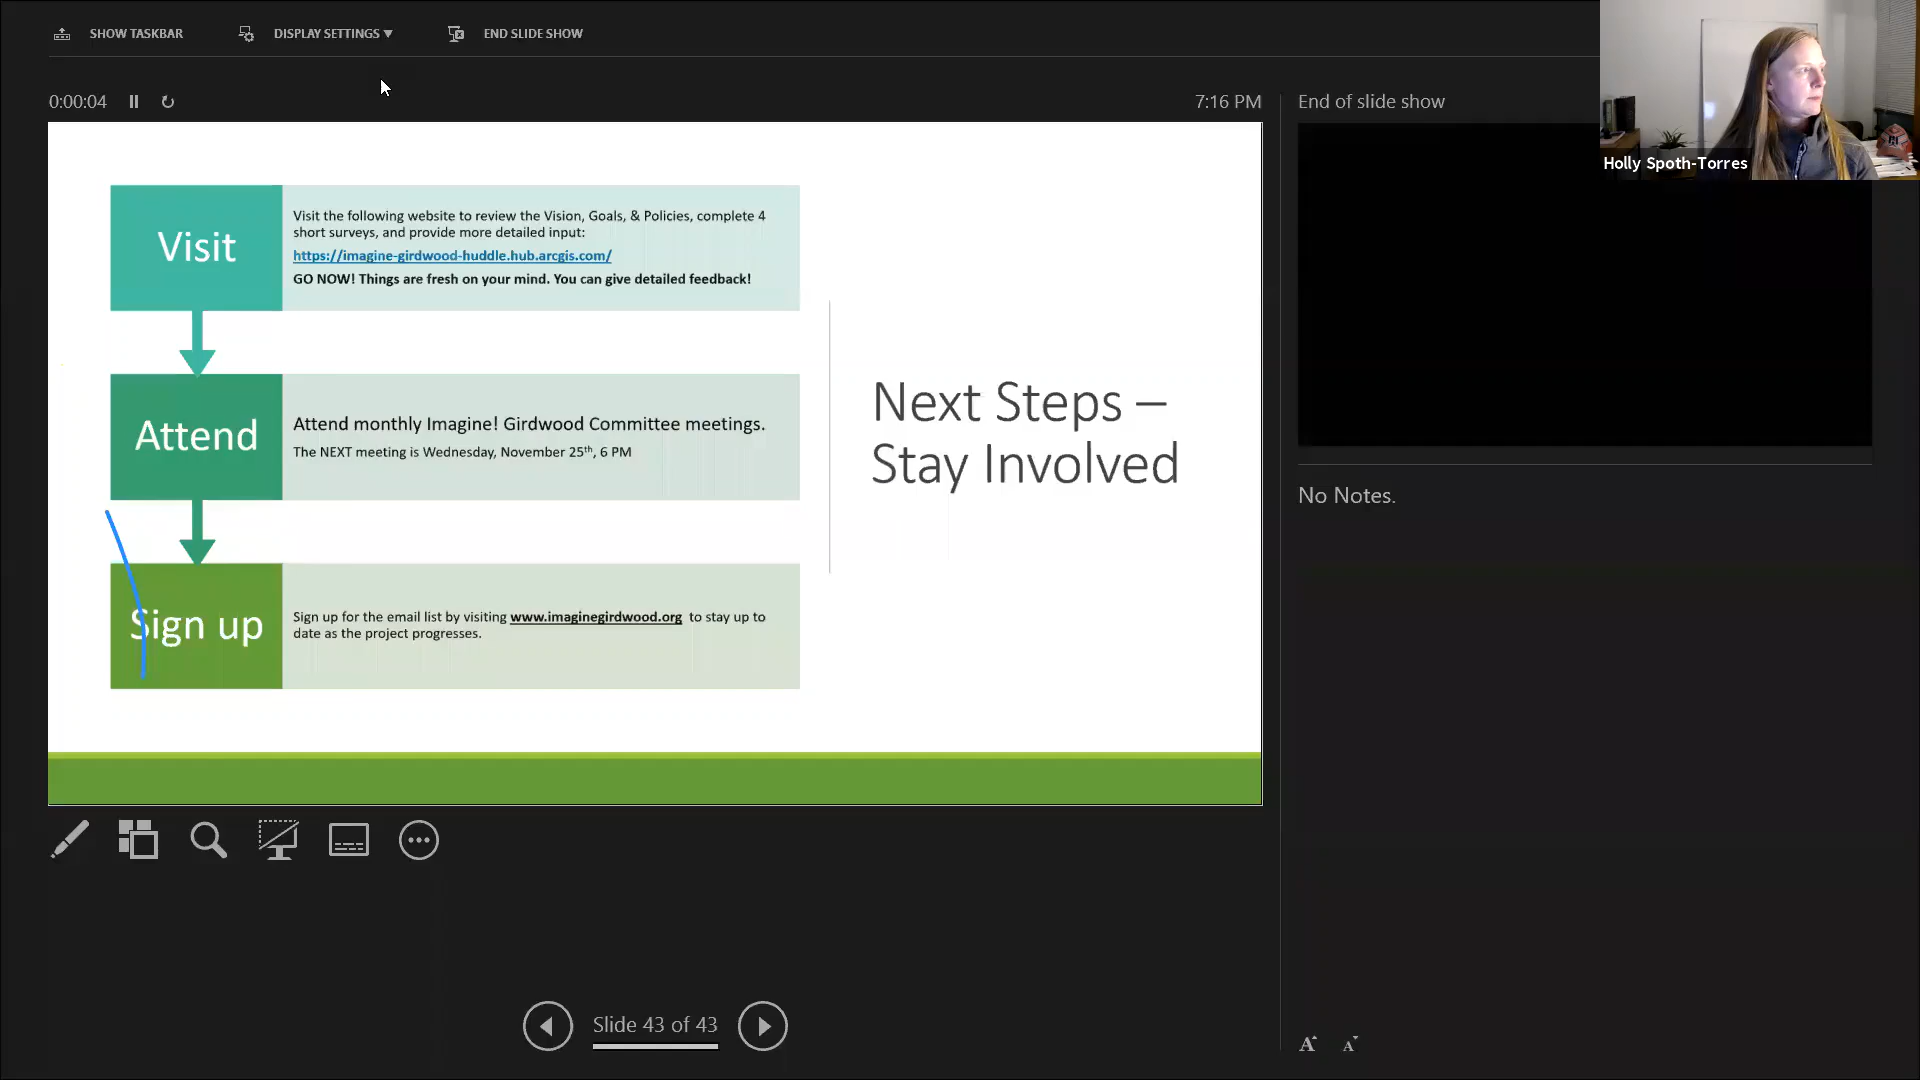 SHOW TASKBAR
DISPLAY SETTINGS ▼
END SLIDE SHOW
0:00:04
7:16 PM
End of slide show
Holly Spoth-Torres
Visit
Visit the following website to review the Vision, Goals, & Policies, complete 4
short surveys, and provide more detailed input:
https://imagine-girdwood-huddle.hub.arcgis.com/
GO NOW! Things are fresh on your mind. You can give detailed feedback!
Attend
Attend monthly Imagine! Girdwood Committee meetings.
The NEXT meeting is Wednesday, November 25th, 6 PM
Sign up
Sign up for the email list by visiting www.imaginegirdwood.org to stay up to
date as the project progresses.
Next Steps –
Stay Involved
No Notes.
Slide 43 of 43
A A